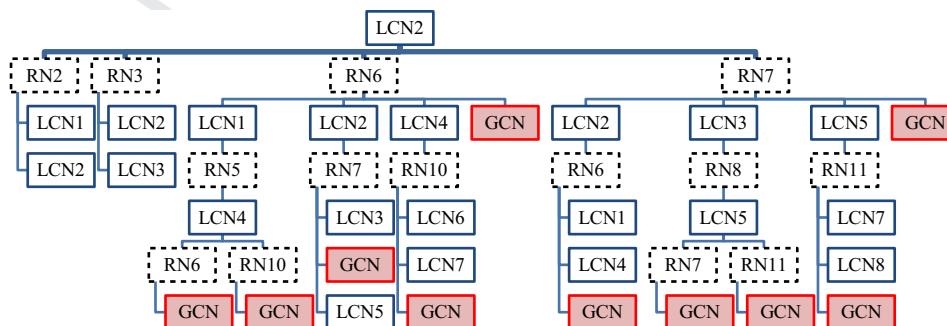 LCN2
RN2 RN3 RN6 RN7
LCN1 LCN2 LCN1 LCN2 LCN4 GCN LCN2 LCN3 LCN5 GCN
LCN2 LCN3 RN5 RN7 RN10 RN6 RN8 RN11
LCN4 LCN3 LCN6 LCN1 LCN5 LCN7
RN6 RN10 GCN LCN7 LCN4 RN7 RN11 LCN8
GCN GCN LCN5 GCN GCN GCN GCN GCN